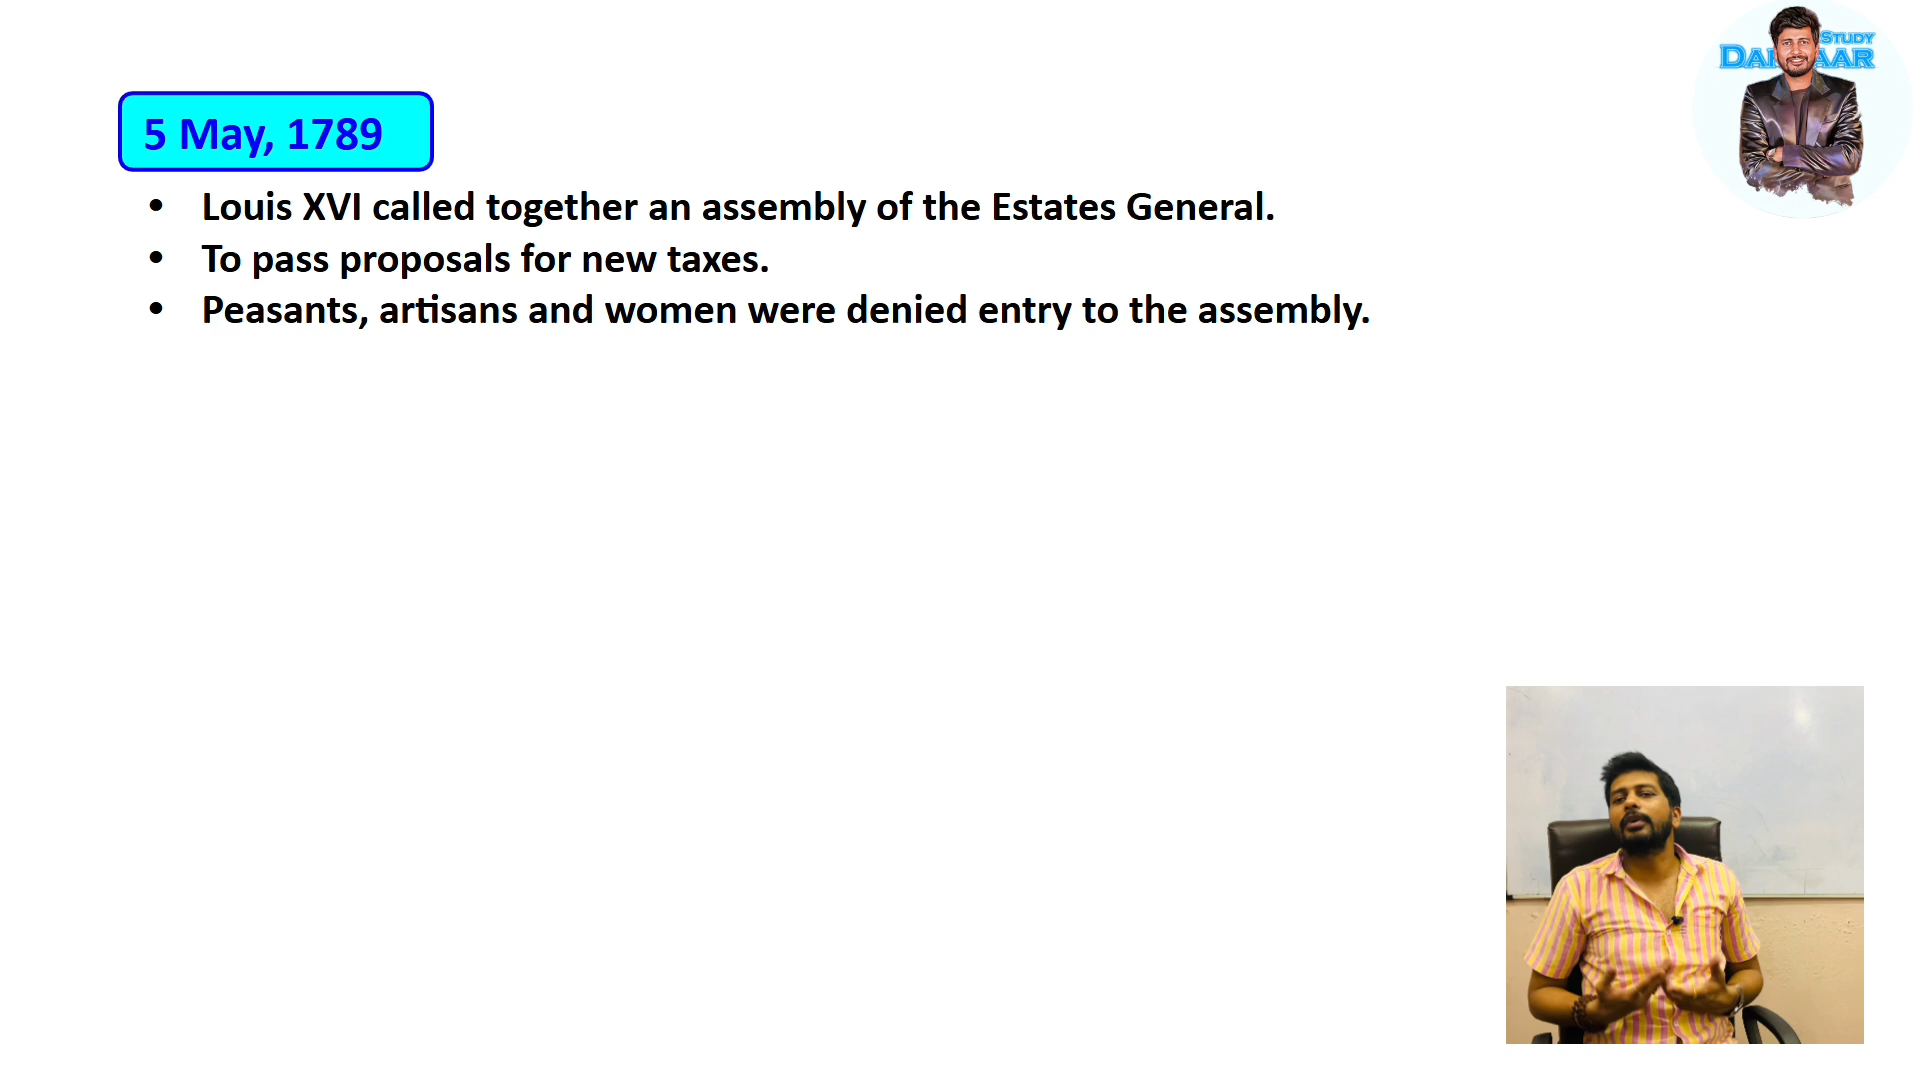 STUDY
5 May, 1789
• Louis XVI called together an assembly of the Estates General.
• To pass proposals for new taxes.
• Peasants, artisans and women were denied entry to the assembly.